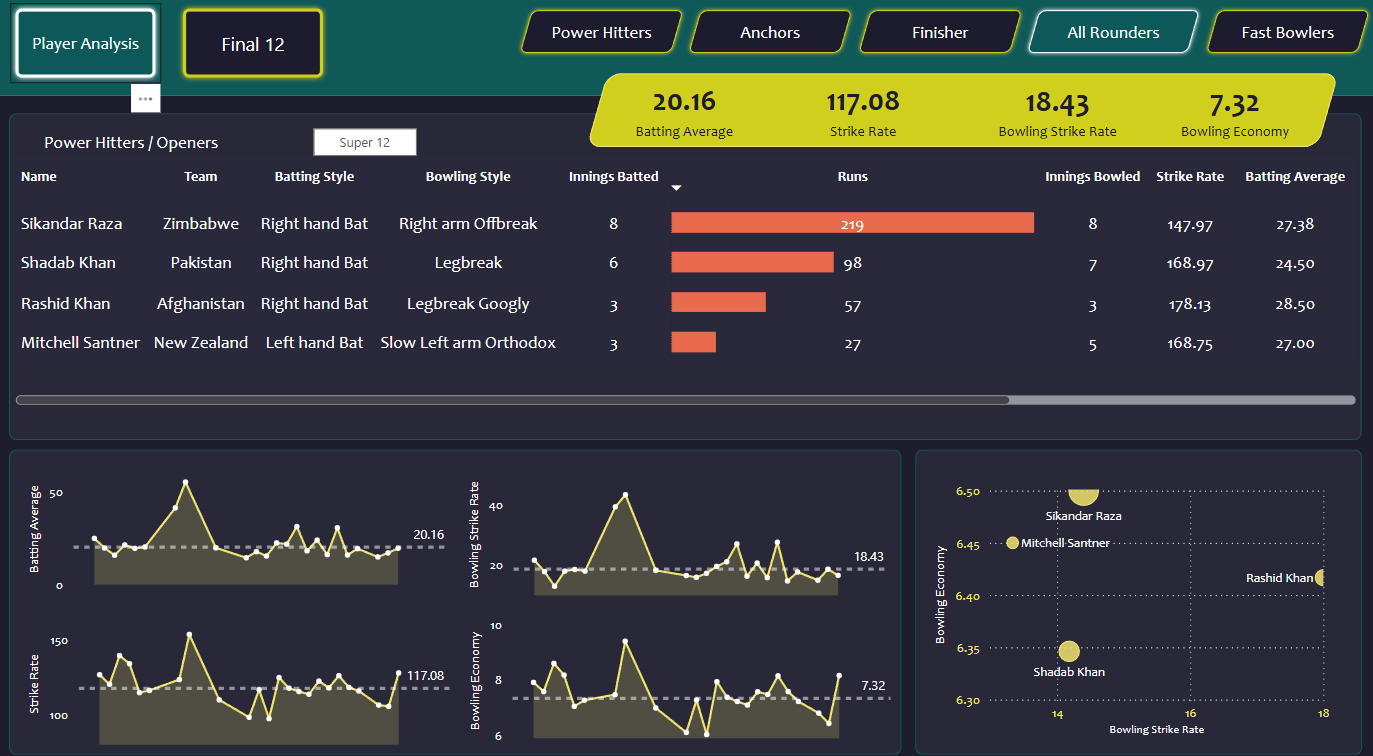 Player Analysis
Final 12
Power Hitters
Anchors
Finisher
All Rounders
Fast Bowlers
...
20.16 117.08 18.43 7.32
Batting Average Strike Rate Bowling Strike Rate Bowling Economy
Power Hitters / Openers
Super 12
Name Team Batting Style Bowling Style Innings Batted Runs Innings Bowled Strike Rate Batting Average
Sikandar Raza Zimbabwe Right hand Bat Right arm Offbreak 8 219 8 147.97 27.38
Shadab Khan Pakistan Right hand Bat Legbreak 6 98 7 168.97 24.50
Rashid Khan Afghanistan Right hand Bat Legbreak Googly 3 57 3 178.13 28.50
Mitchell Santner New Zealand Left hand Bat Slow Left arm Orthodox 3 27 5 168.75 27.00
Batting Average
50
0
20.16
Bowling Strike Rate
40
20
18.43
Strike Rate
150
100
117.08
Bowling Economy
10
8
6
7.32
Bowling Economy
6.50
6.45
6.40
6.35
6.30
Sikandar Raza
Mitchell Santner
Rashid Khan
Shadab Khan
14 16 18
Bowling Strike Rate